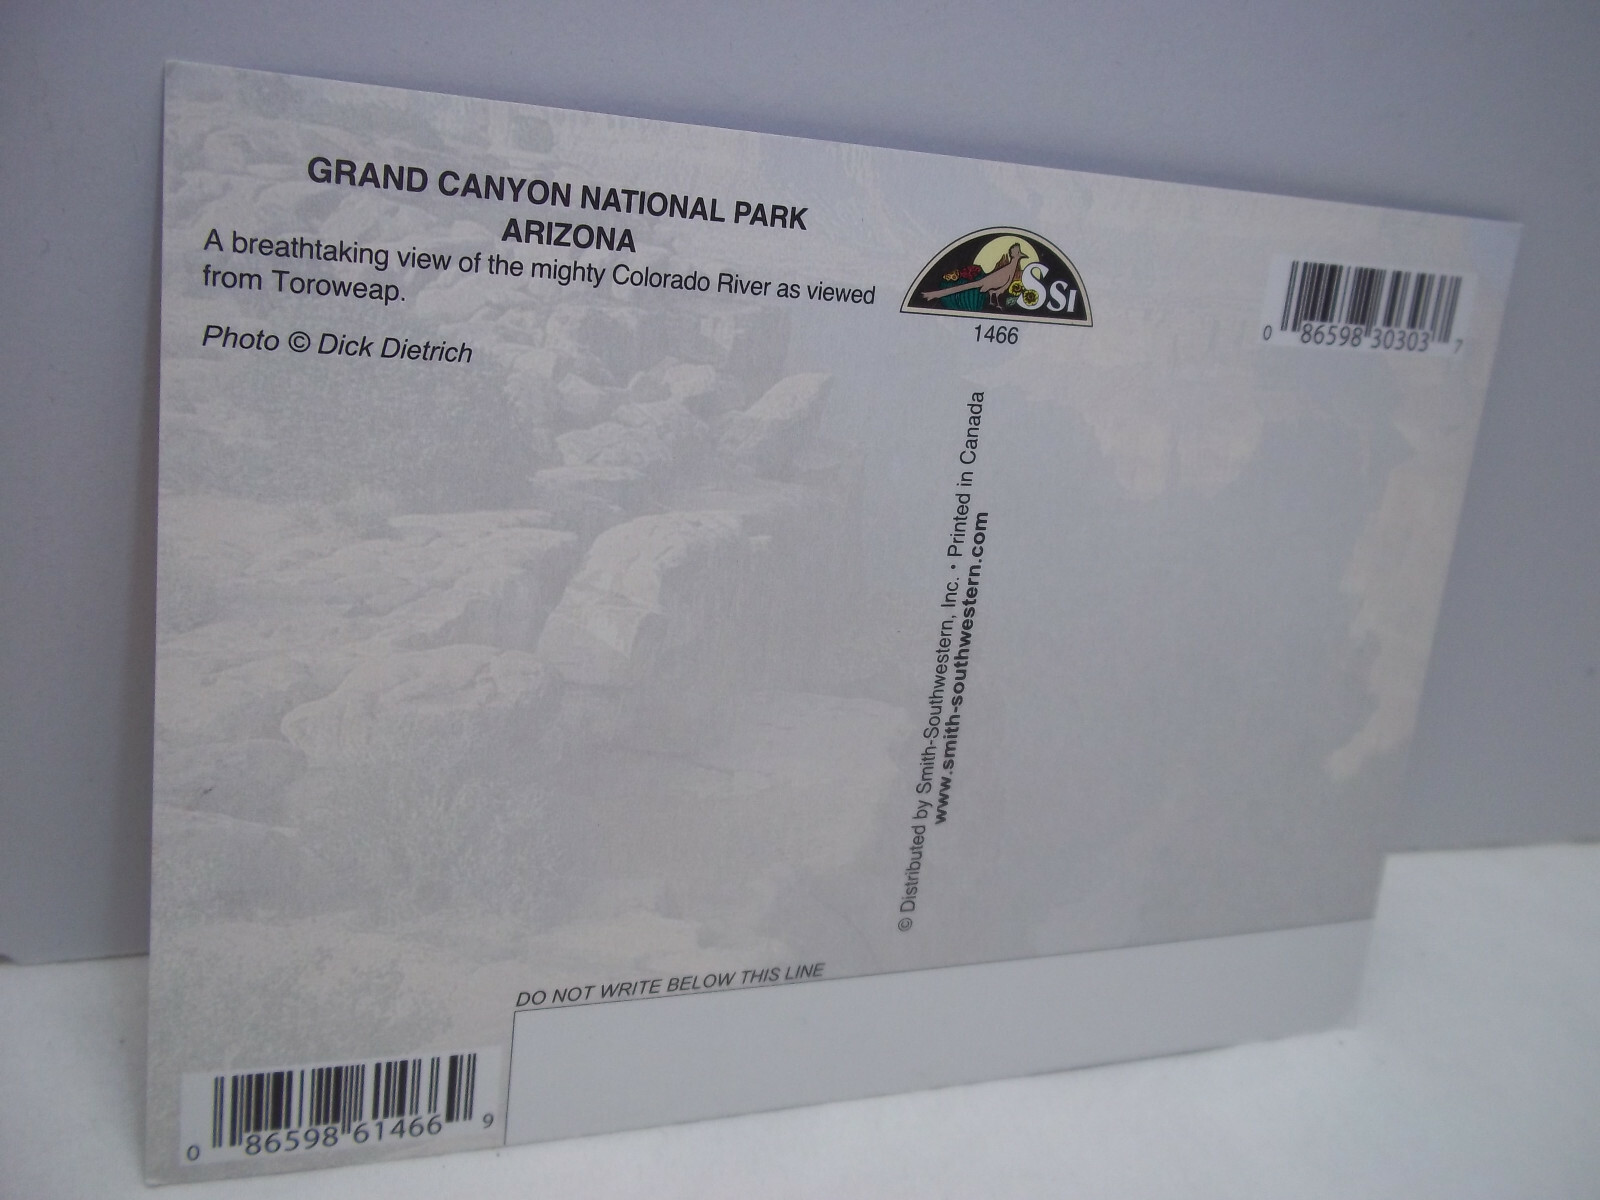 GRAND CANYON NATIONAL PARK
ARIZONA
A breathtaking view of the mighty Colorado River as viewed
from Toroweap.
Photo © Dick Dietrich
SSI
1466
0 86598 30303 7
© Distributed by Smith-Southwestern, Inc. • Printed in Canada
www.smith-southwestern.com
DO NOT WRITE BELOW THIS LINE
0 86598 61466 9